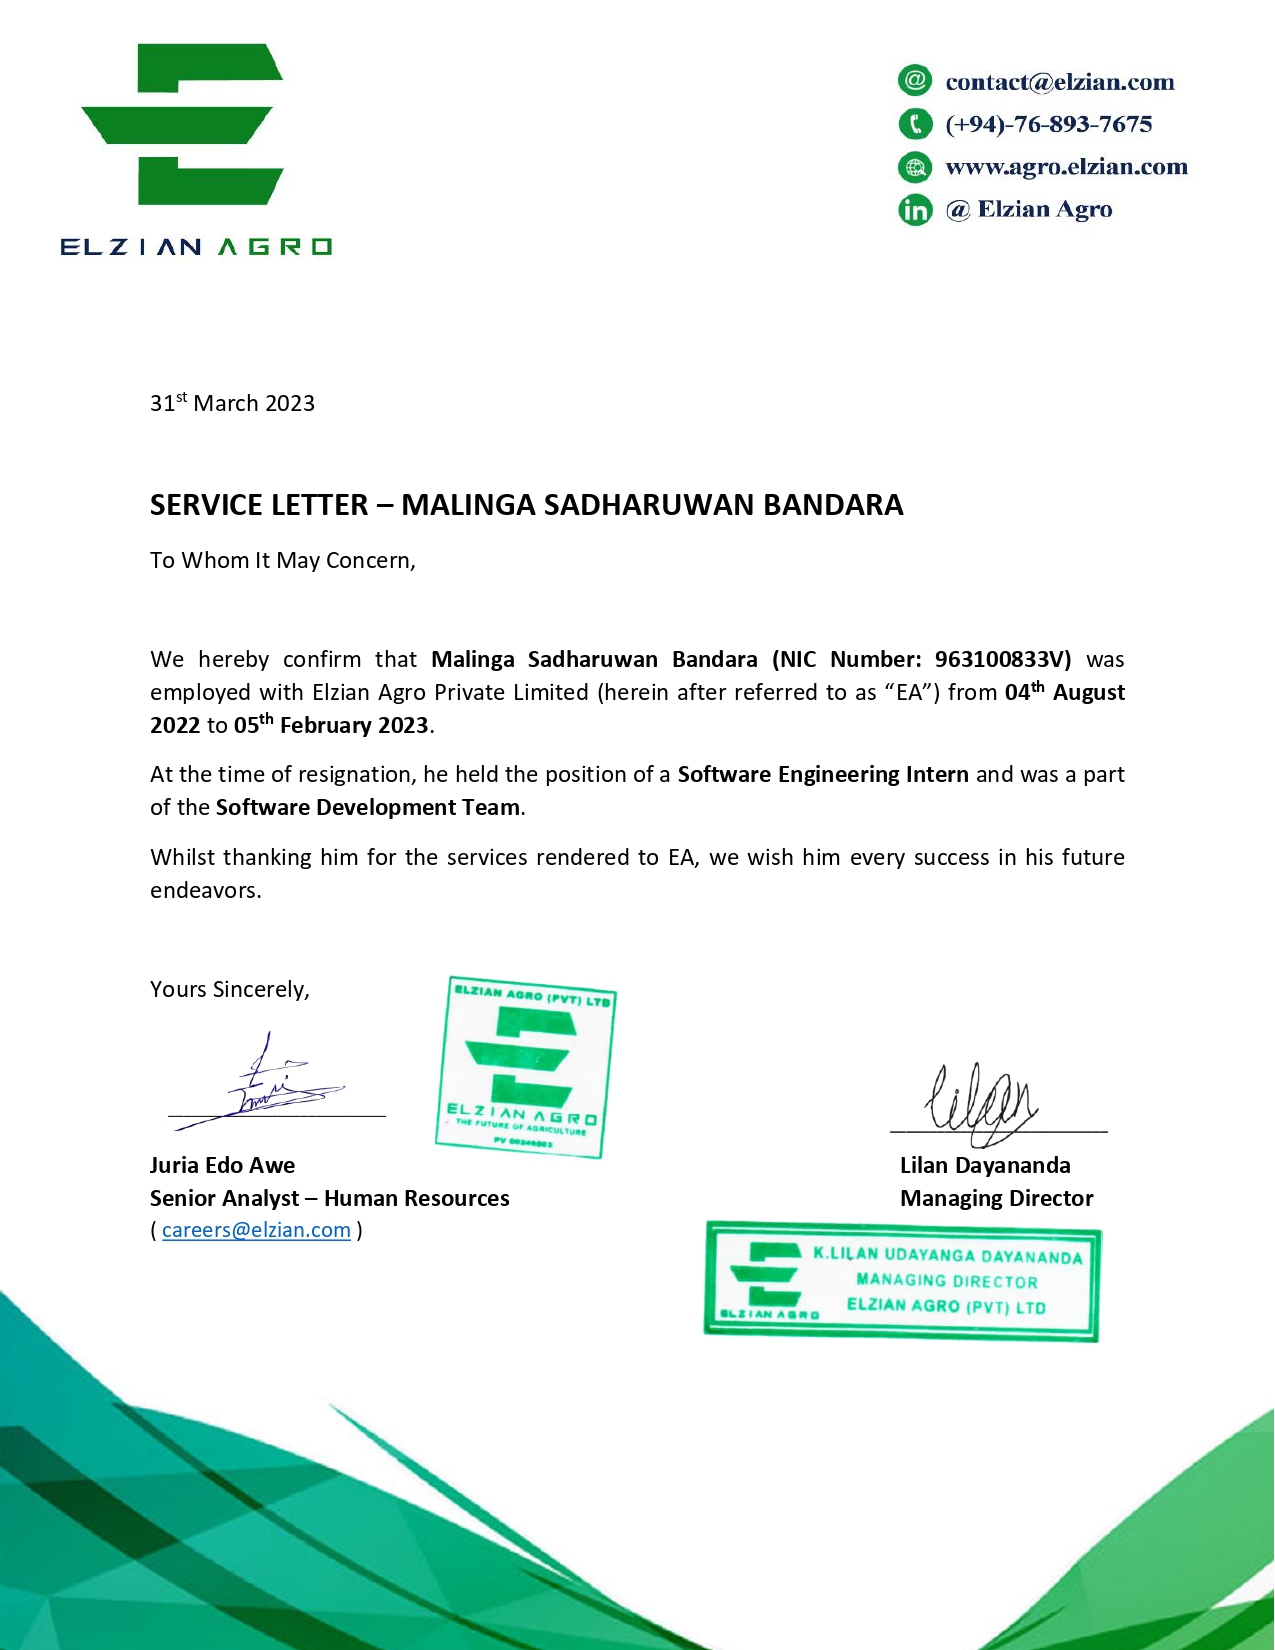 contact@elzian.com
(+94)-76-893-7675
www.agro.elzian.com
@ Elzian Agro
ELZIAN AGRO
31st March 2023
SERVICE LETTER – MALINGA SADHARUWAN BANDARA
To Whom It May Concern,
We hereby confirm that Malinga Sadharuwan Bandara (NIC Number: 963100833V) was
employed with Elzian Agro Private Limited (herein after referred to as “EA”) from 04th August
2022 to 05th February 2023.
At the time of resignation, he held the position of a Software Engineering Intern and was a part
of the Software Development Team.
Whilst thanking him for the services rendered to EA, we wish him every success in his future
endeavors.
Yours Sincerely,
ELZIAN AGRO (PVT) LTD
ELZIAN AGRO
THE FUTURE OF AGRICULTURE
PV
Lilan
Juria Edo Awe
Senior Analyst – Human Resources
( careers@elzian.com )
Lilan Dayananda
Managing Director
K.LILAN UDAYANGA DAYANANDA
MANAGING DIRECTOR
ELZIAN AGRO (PVT) LTD
ELZIAN AGRO